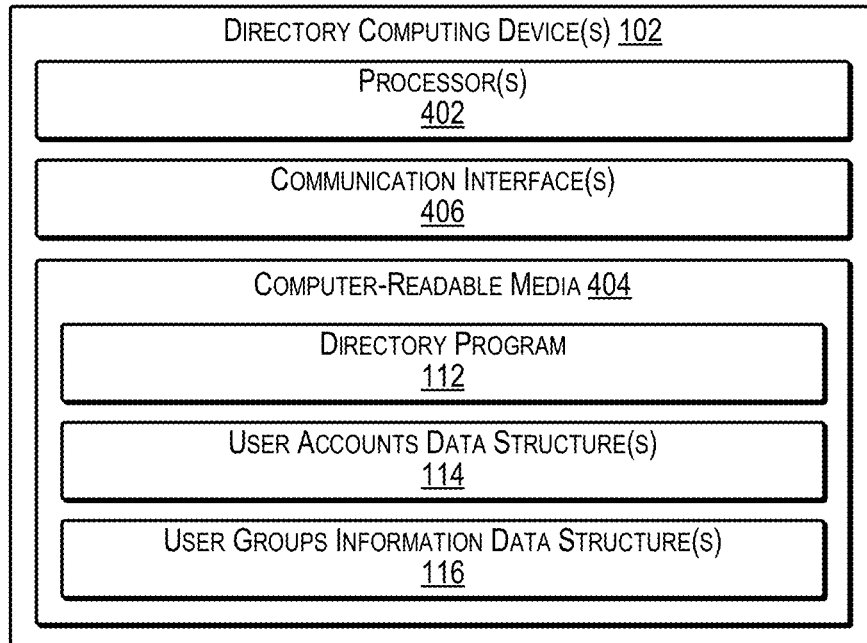 DIRECTORY COMPUTING DEVICE(S) 102
PROCESSOR(S)
402
COMMUNICATION INTERFACE(S)
406
COMPUTER-READABLE MEDIA 404
DIRECTORY PROGRAM
112
USER ACCOUNTS DATA STRUCTURE(S)
114
USER GROUPS INFORMATION DATA STRUCTURE(S)
116